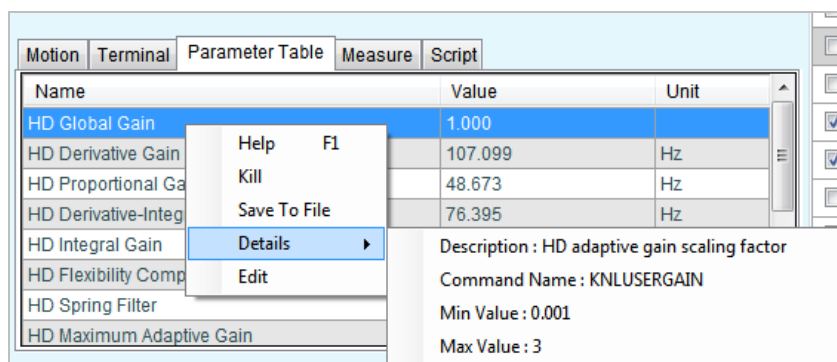 Motion Terminal Parameter Table Measure Script
Name Value Unit
HD Global Gain 1.000
HD Derivative Gain 107.099 Hz
HD Proportional Ga 48.673 Hz
HD Derivative-Integ 76.395 Hz
HD Integral Gain
HD Flexibility Comp
HD Spring Filter
HD Maximum Adaptive Gain
Help F1
Kill
Save To File
Details
Edit
Description : HD adaptive gain scaling factor
Command Name : KNLUSERGAIN
Min Value : 0.001
Max Value : 3